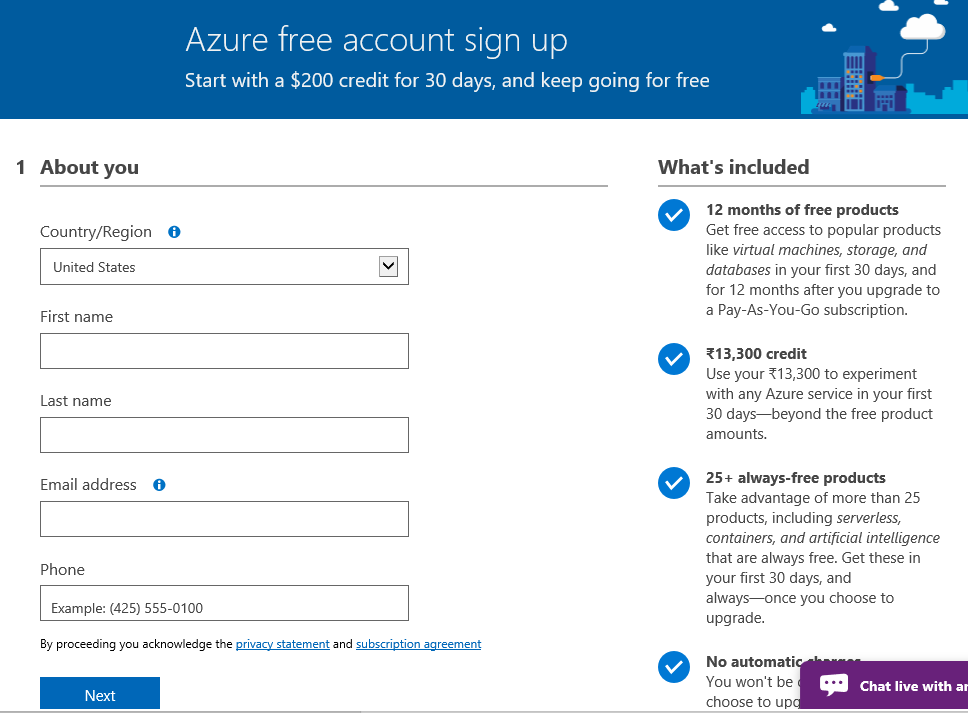 Azure free account sign up
Start with a $200 credit for 30 days, and keep going for free
1 About you
Country/Region
United States
First name
Last name
Email address
Phone
Example: (425) 555-0100
By proceeding you acknowledge the privacy statement and subscription agreement
Next
What's included
12 months of free products
Get free access to popular products
like virtual machines, storage, and
databases in your first 30 days, and
for 12 months after you upgrade to
a Pay-As-You-Go subscription.
₹13,300 credit
Use your ₹13,300 to experiment
with any Azure service in your first
30 days—beyond the free product
amounts.
25+ always-free products
Take advantage of more than 25
products, including serverless,
containers, and artificial intelligence
that are always free. Get these in
your first 30 days, and
always—once you choose to
upgrade.
No automatic charges
You won't be
choose to
Chat live with